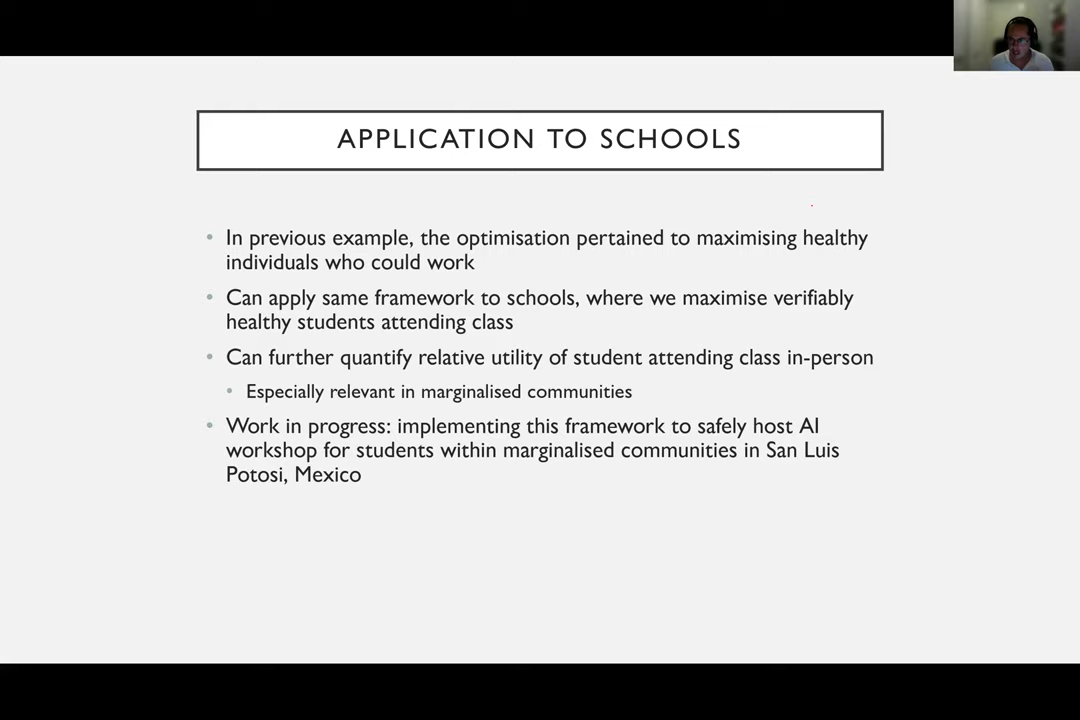 APPLICATION TO SCHOOLS
• In previous example, the optimisation pertained to maximising healthy
individuals who could work
• Can apply same framework to schools, where we maximise verifiably
healthy students attending class
• Can further quantify relative utility of student attending class in-person
• Especially relevant in marginalised communities
• Work in progress: implementing this framework to safely host AI
workshop for students within marginalised communities in San Luis
Potosi, Mexico